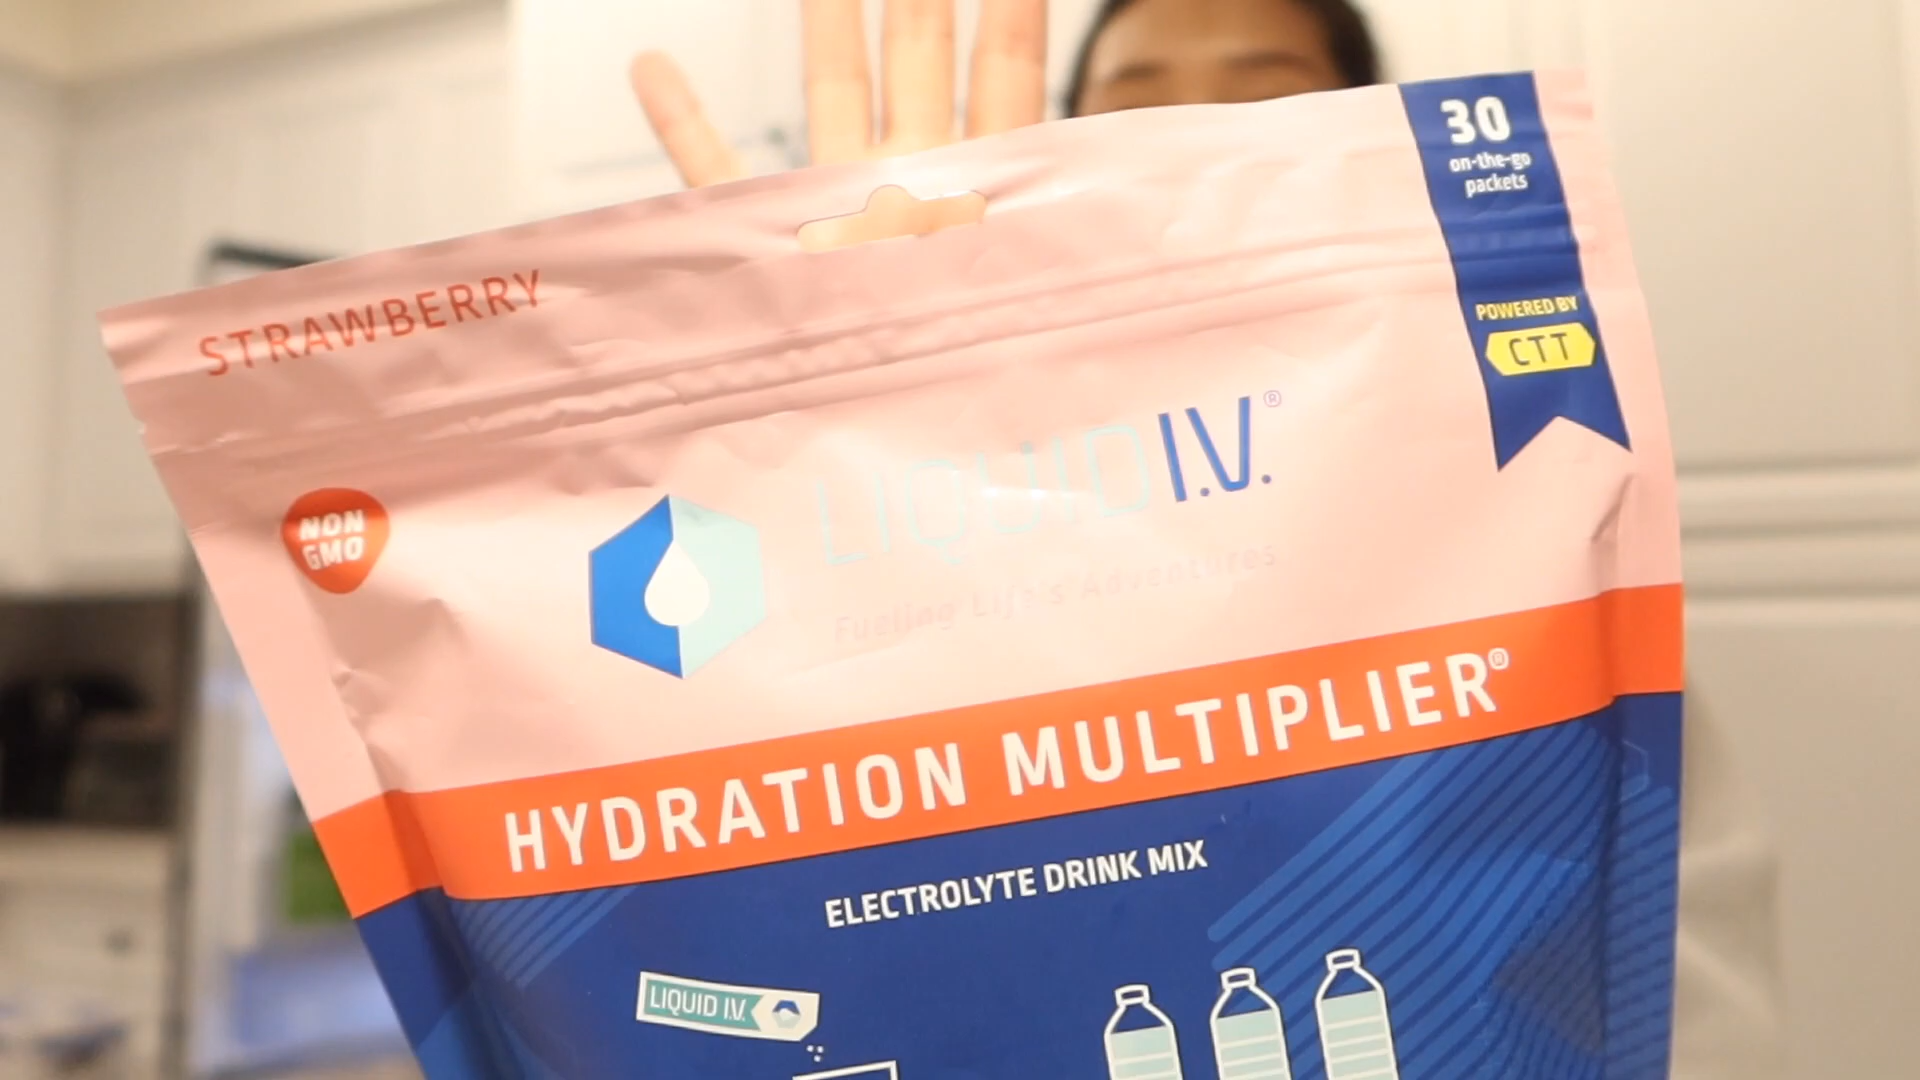 30
on-the-go
packets
STRAWBERRY
POWERED BY
CTT
LIQUID I.V.®
Fueling Life's Adventures
NON
GMO
HYDRATION MULTIPLIER®
ELECTROLYTE DRINK MIX
LIQUID I.V.